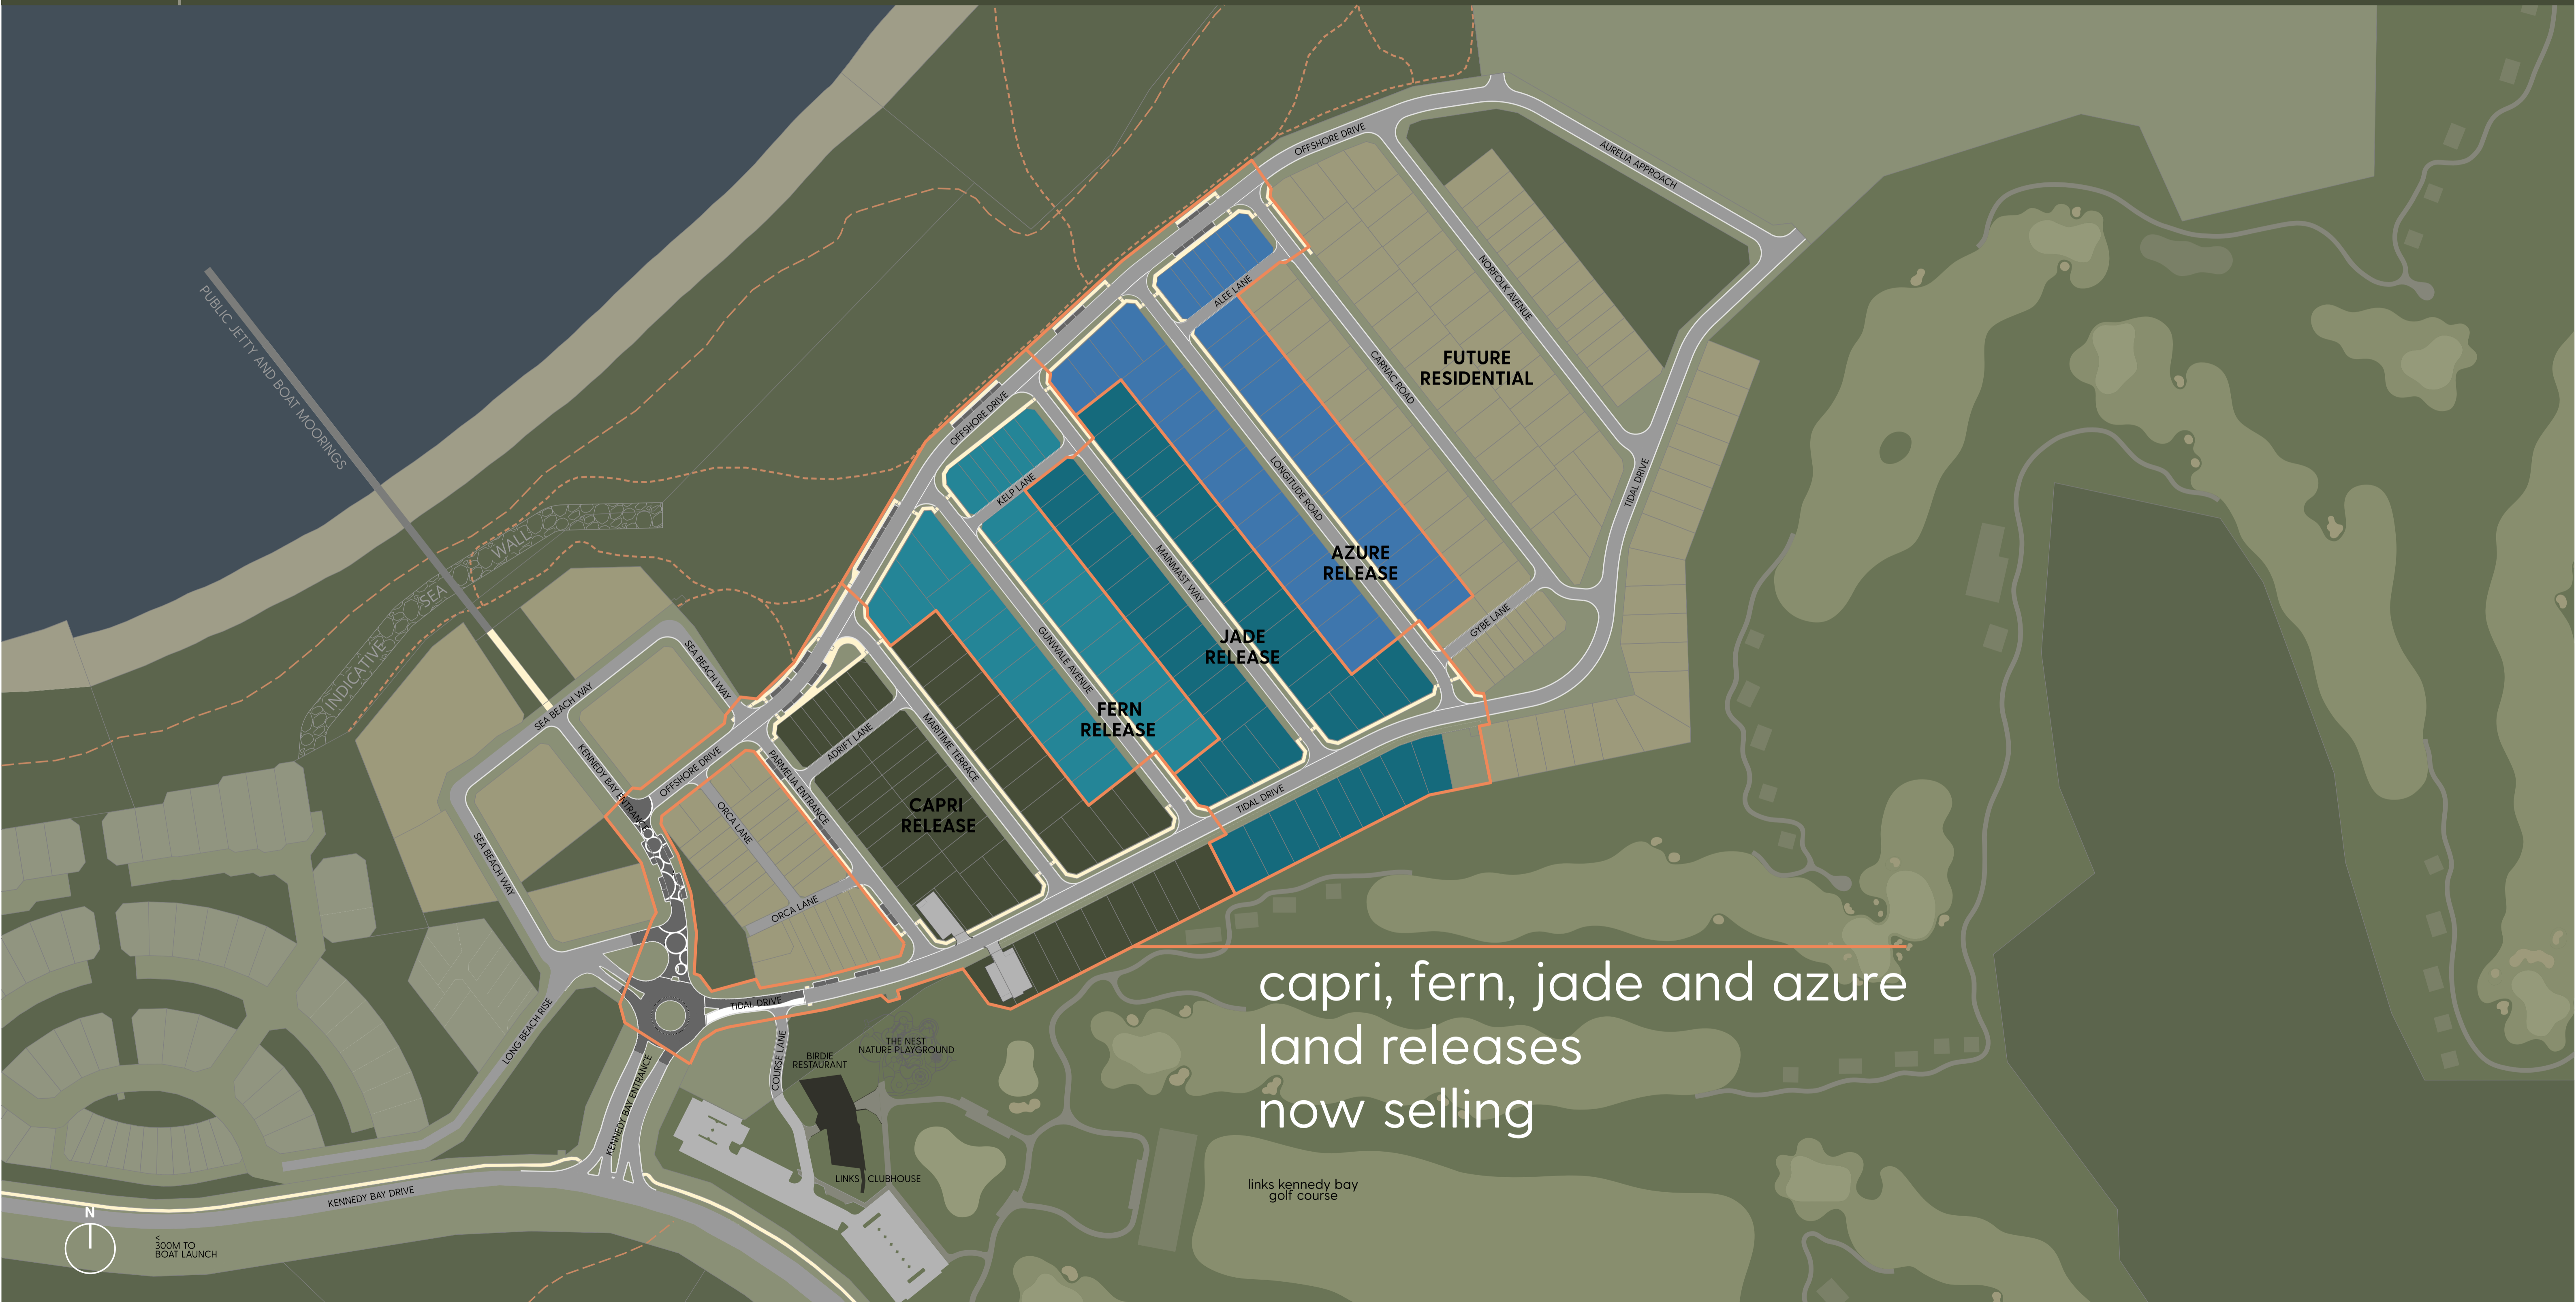 PUBLIC JETTY AND BOAT MOORINGS
INDICATIVE SEA WALL
OFFSHORE DRIVE
AURELIA APPROACH
NORFOLK AVENUE
ALEE LANE
FUTURE
RESIDENTIAL
CARNAC ROAD
OFFSHORE DRIVE
KELP LANE
LONGITUDE ROAD
TIDAL DRIVE
AZURE
RELEASE
MAINMAST WAY
GYBE LANE
JADE
RELEASE
GUNWALE AVENUE
FERN
RELEASE
SEA BEACH WAY
SEA BEACH WAY
KENNEDY BAY ENTRANCE
OFFSHORE DRIVE
PARMELIA ENTRANCE
ADRIFT LANE
MARITIME TERRACE
CAPRI
RELEASE
TIDAL DRIVE
ORCA LANE
ORCA LANE
SEA BEACH WAY
capri, fern, jade and azure
land releases
now selling
TIDAL DRIVE
LONG BEACH RISE
COURSE LANE
THE NEST
NATURE PLAYGROUND
BIRDIE
RESTAURANT
KENNEDY BAY ENTRANCE
LINKS CLUBHOUSE
links kennedy bay
golf course
KENNEDY BAY DRIVE
N
<
300M TO
BOAT LAUNCH